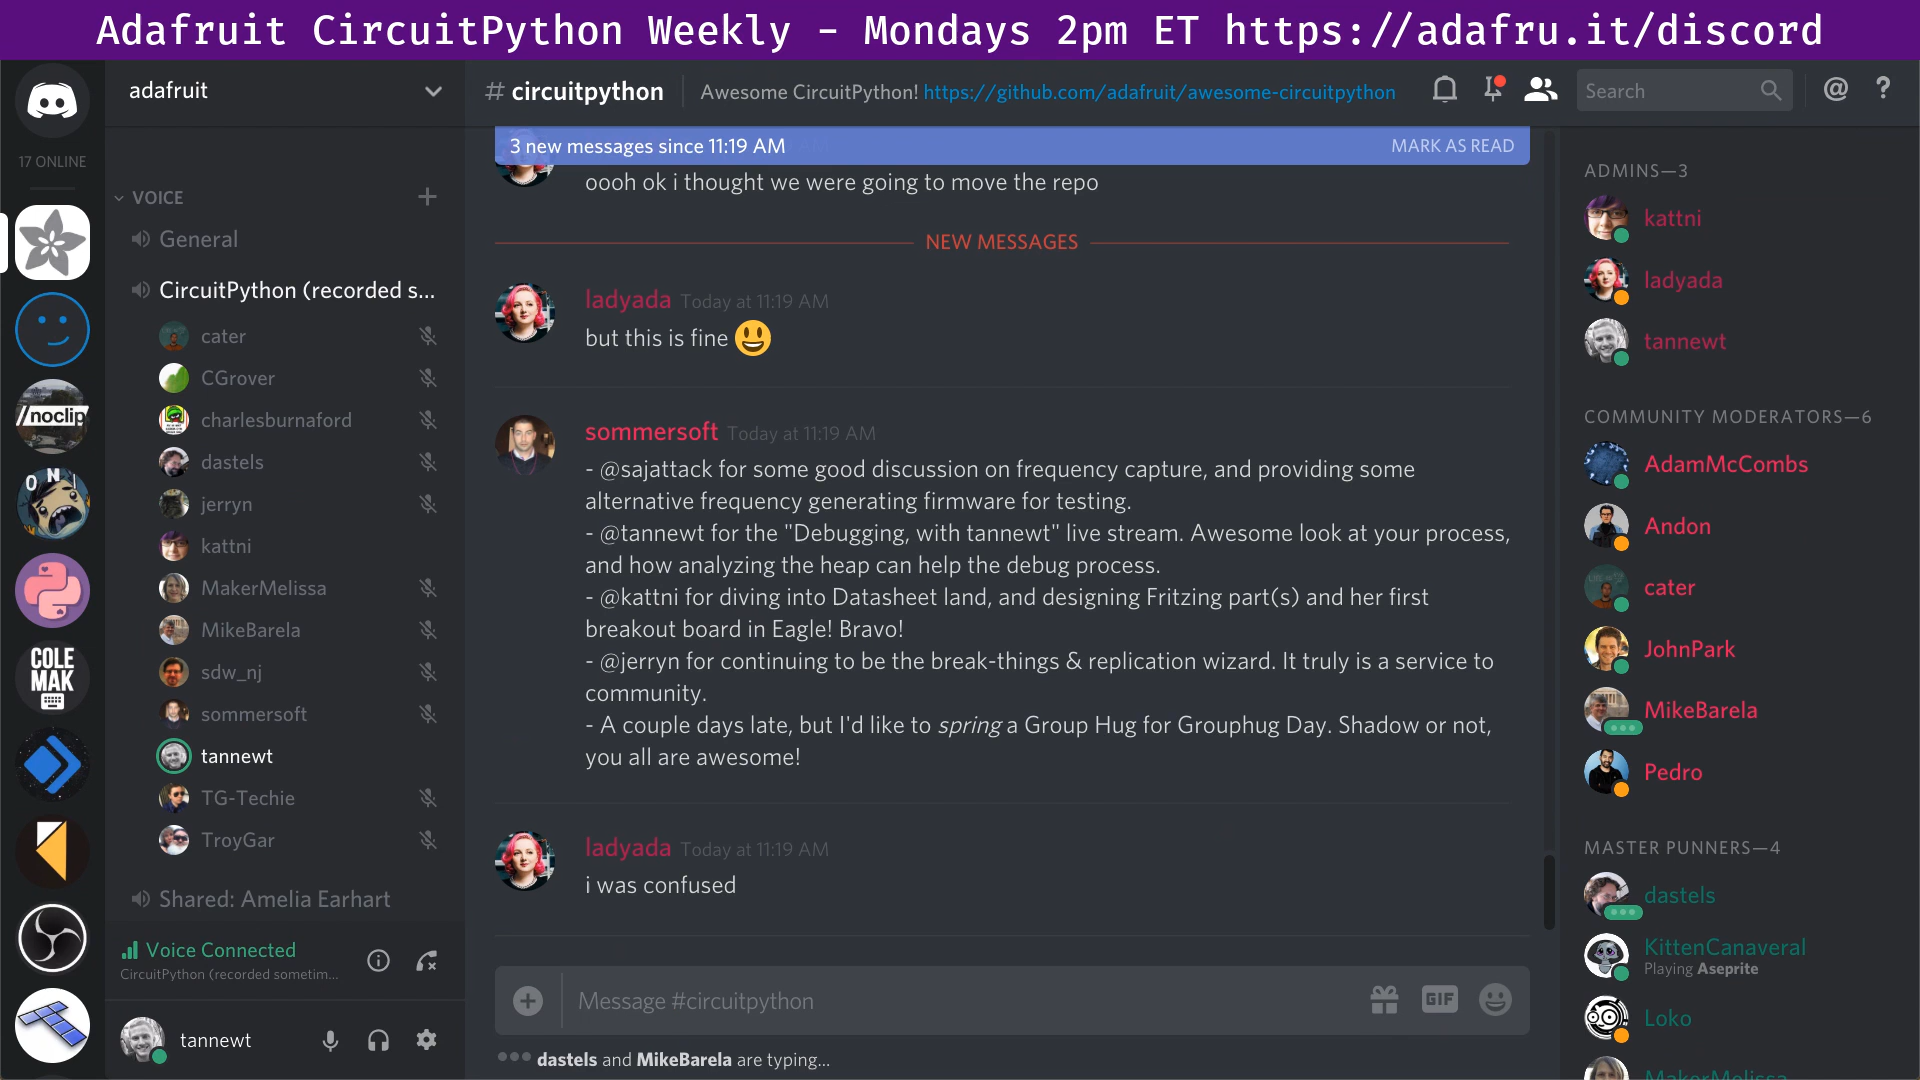 Adafruit CircuitPython Weekly - Mondays 2pm ET https://adafru.it/discord
17 ONLINE
//noclip
O N I
COLE
MAK
adafruit
VOICE
General
CircuitPython (recorded s...
cater
CGrover
charlesburnaford
dastels
jerryn
kattni
MakerMelissa
MikeBarela
sdw_nj
sommersoft
tannewt
TG-Techie
TroyGar
Shared: Amelia Earhart
Voice Connected
CircuitPython (recorded sometim...
tannewt
# circuitpython
Awesome CircuitPython! https://github.com/adafruit/awesome-circuitpython
Search
@ ?
3 new messages since 11:19 AM
MARK AS READ
oooh ok i thought we were going to move the repo
NEW MESSAGES
ladyada Today at 11:19 AM
but this is fine 😃
sommersoft Today at 11:19 AM
- @sajattack for some good discussion on frequency capture, and providing some
alternative frequency generating firmware for testing.
- @tannewt for the "Debugging, with tannewt" live stream. Awesome look at your process,
and how analyzing the heap can help the debug process.
- @kattni for diving into Datasheet land, and designing Fritzing part(s) and her first
breakout board in Eagle! Bravo!
- @jerryn for continuing to be the break-things & replication wizard. It truly is a service to
community.
- A couple days late, but I'd like to spring a Group Hug for Grouphug Day. Shadow or not,
you all are awesome!
ladyada Today at 11:19 AM
i was confused
Message #circuitpython
GIF
dastels and MikeBarela are typing...
ADMINS—3
kattni
ladyada
tannewt
COMMUNITY MODERATORS—6
AdamMcCombs
Andon
cater
JohnPark
MikeBarela
Pedro
MASTER PUNNERS—4
dastels
KittenCanaveral
Playing Aseprite
Loko
MakerMelissa